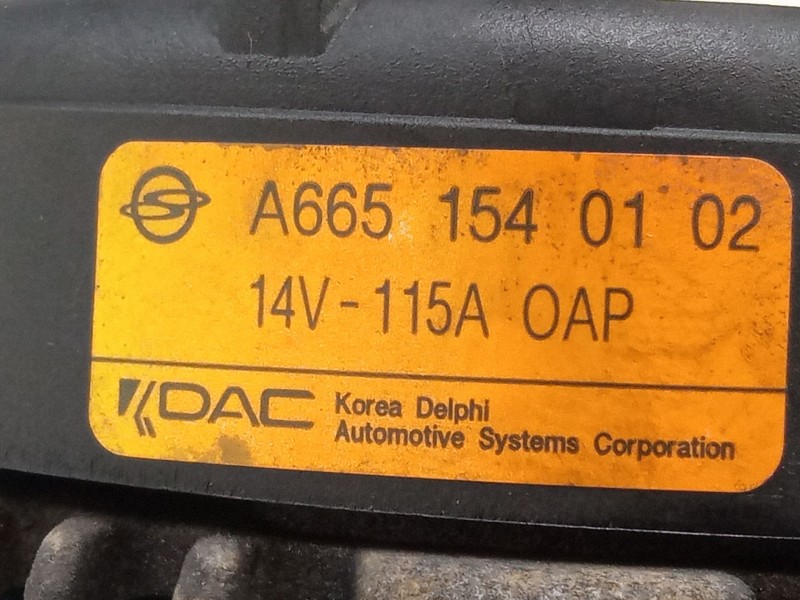 A665 154 01 02
14V-115A OAP
KDAC Korea Delphi
Automotive Systems Corporation